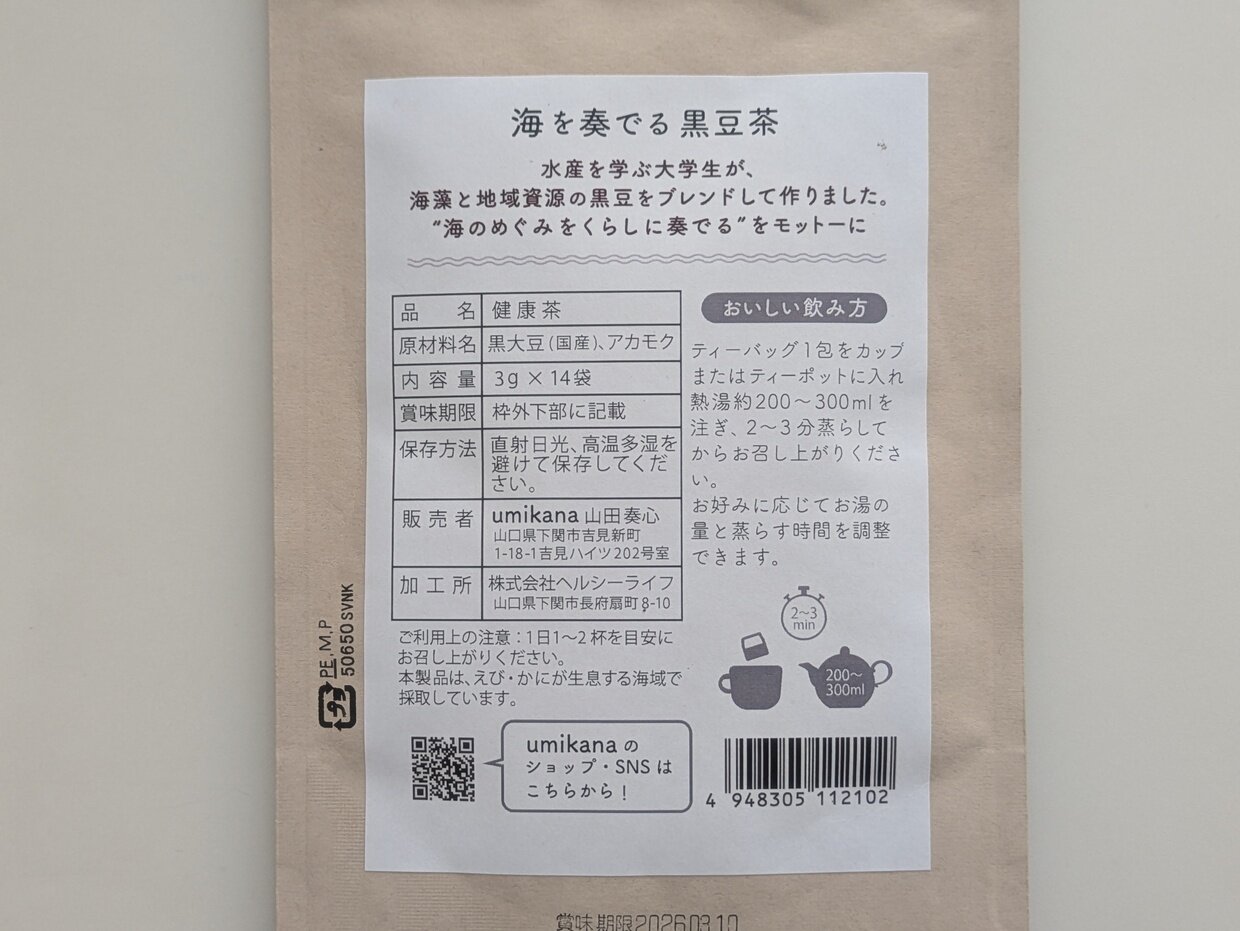 海を奏でる黒豆茶
水産を学ぶ大学生が、
海藻と地域資源の黒豆をブレンドして作りました。
“海のめぐみをくらしに奏でる”をモットーに
品名 健康茶
原材料名 黒大豆(国産)、アカモク
内容量 3g×14袋
賞味期限 枠外下部に記載
保存方法 直射日光、高温多湿を
避けて保存してくだ
さい。
販売者 umikana 山田奏心
山口県下関市吉見新町
1-18-1吉見ハイツ202号室
加工所 株式会社ヘルシーライフ
山口県下関市長府扇町8-10
ご利用上の注意：1日1～2杯を目安に
お召し上がりください。
本製品は、えび・かにが生息する海域で
採取しています。
おいしい飲み方
ティーバッグ1包をカップ
またはティーポットに入れ
熱湯約200～300mlを
注ぎ、2～3分蒸らして
からお召し上がりくださ
い。
お好みに応じてお湯の
量と蒸らす時間を調整
できます。
2～3
min
200～
300ml
umikanaの
ショップ・SNSは
こちらから！
4 948305 112102
プラ
PE,M,P
50650SVNK
賞味期限2026.03.10